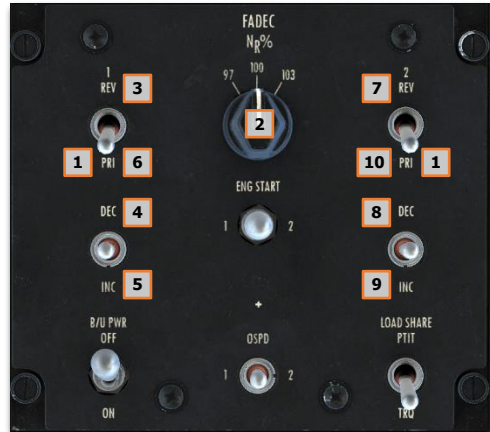 FADEC
NR%
97 100 103
1
REV 3
2
7 2
REV
1 PRI 6
10 PRI 1
DEC 4
ENG START
8 DEC
1 2
INC 5
9 INC
B/U PWR
OFF
OSPD
LOAD SHARE
PTIT
1 2
ON
TRQ